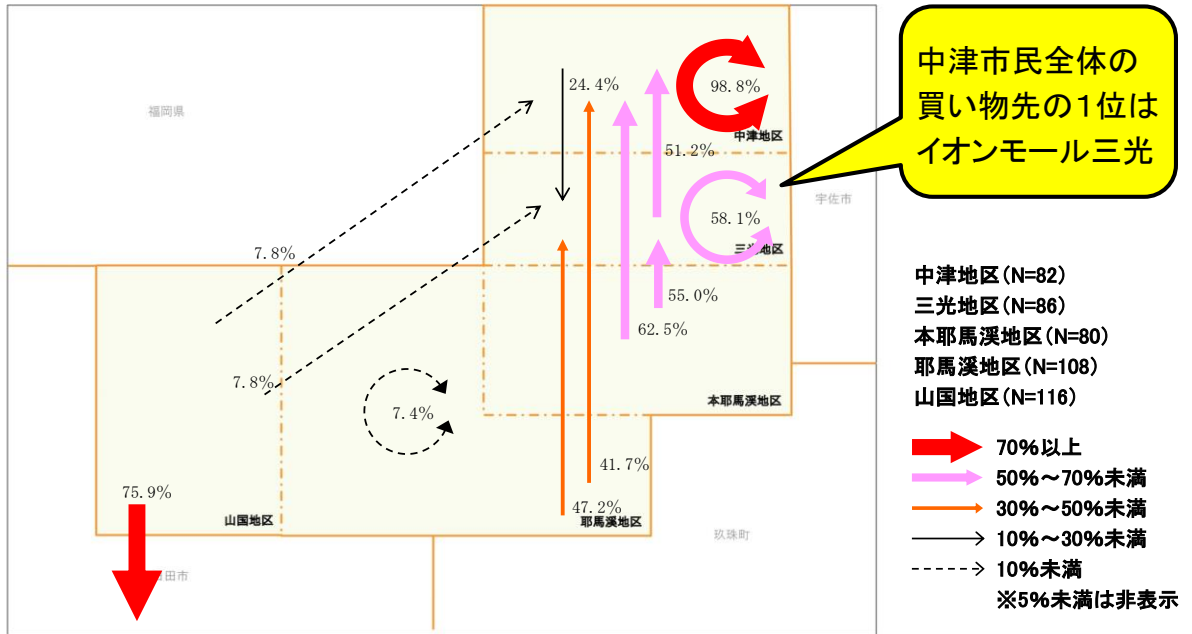 中津市民全体の
買い物先の１位は
イオンモール三光
福岡県
24.4%
98.8%
中津地区
51.2%
宇佐市
58.1%
三光地区
7.8%
55.0%
62.5%
7.8%
7.4%
本耶馬溪地区
41.7%
75.9%
47.2%
山国地区
耶馬溪地区
玖珠町
田市
中津地区（N=82）
三光地区（N=86）
本耶馬溪地区（N=80）
耶馬溪地区（N=108）
山国地区（N=116）
70%以上
50%～70%未満
30%～50%未満
10%～30%未満
10%未満
※5%未満は非表示